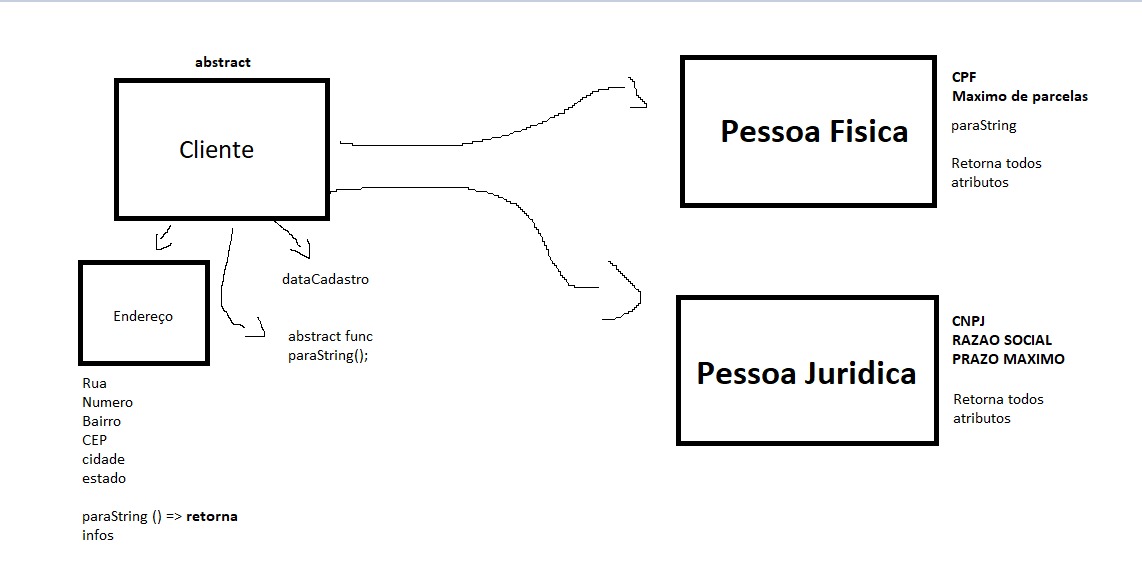 abstract
Cliente
Endereço
Rua
Numero
Bairro
CEP
cidade
estado
paraString () => retorna
infos
dataCadastro
abstract func
paraString();
Pessoa Fisica
CPF
Maximo de parcelas
paraString
Retorna todos
atributos
Pessoa Juridica
CNPJ
RAZAO SOCIAL
PRAZO MAXIMO
Retorna todos
atributos